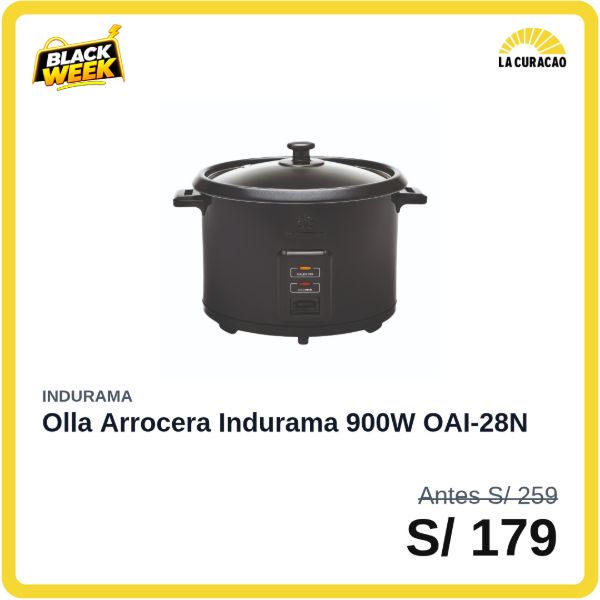 BLACK
WEEK
LA CURACAO
INDURAMA
Olla Arrocera Indurama 900W OAI-28N
Antes S/ 259
S/ 179